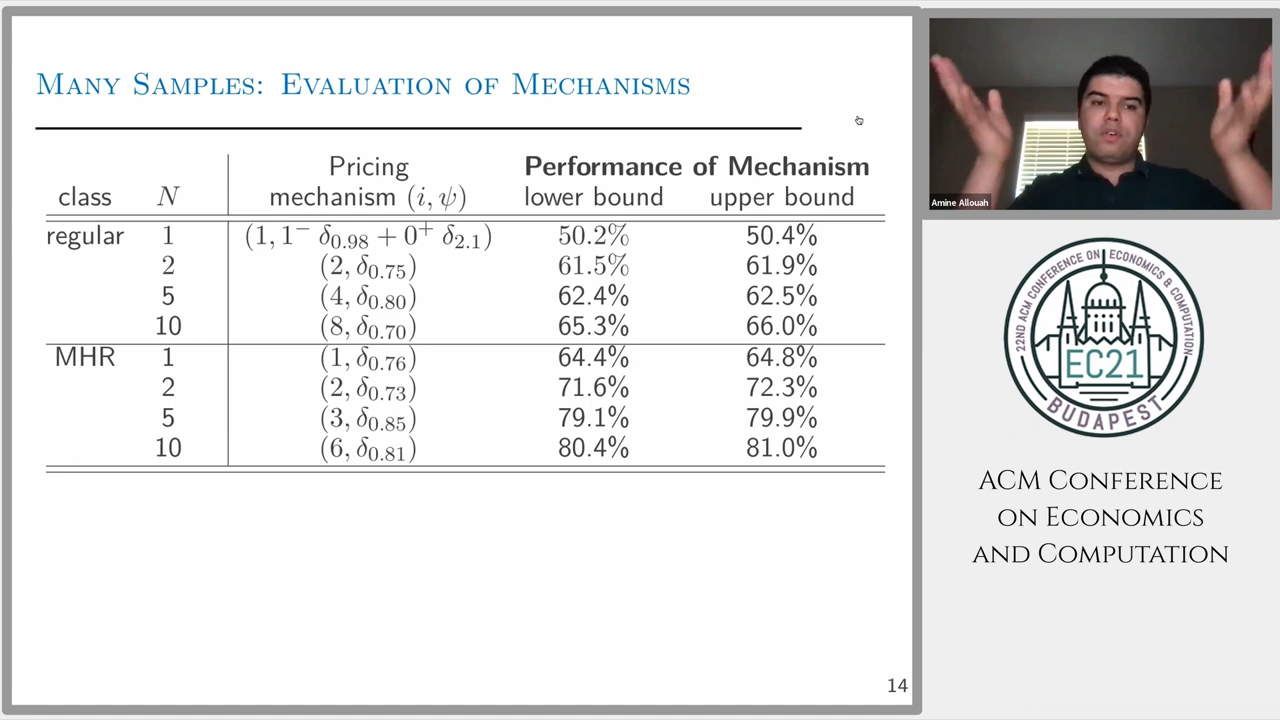 MANY SAMPLES: EVALUATION OF MECHANISMS
Pricing Performance of Mechanism
class N mechanism (i, ψ) lower bound upper bound
regular 1 (1, 1⁻ δ₀.₉₈ + 0⁺ δ₂.₁) 50.2% 50.4%
2 (2, δ₀.₇₅) 61.5% 61.9%
5 (4, δ₀.₈₀) 62.4% 62.5%
10 (8, δ₀.₇₀) 65.3% 66.0%
MHR 1 (1, δ₀.₇₆) 64.4% 64.8%
2 (2, δ₀.₇₃) 71.6% 72.3%
5 (3, δ₀.₈₅) 79.1% 79.9%
10 (6, δ₀.₈₁) 80.4% 81.0%
14
Amine Allouah
22ND ACM CONFERENCE ON ECONOMICS & COMPUTATION
EC21
BUDAPEST
ACM CONFERENCE
ON ECONOMICS
AND COMPUTATION